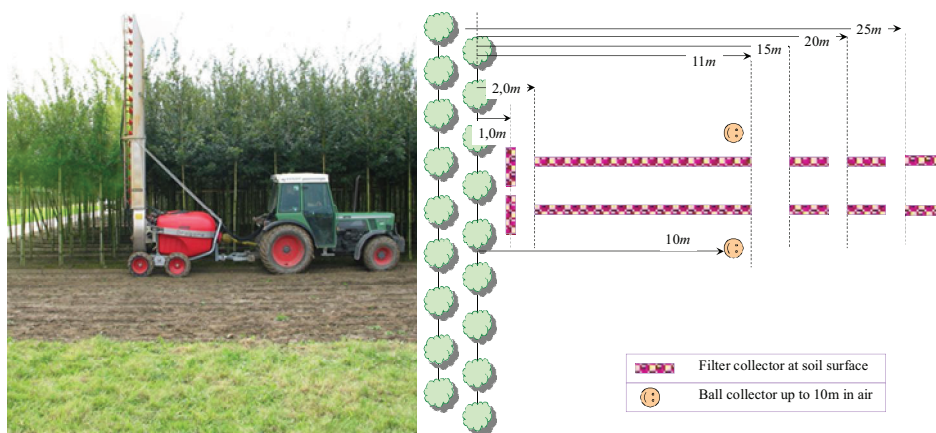 25m
20m
15m
11m
2,0m
1,0m
10m
Filter collector at soil surface
Ball collector up to 10m in air